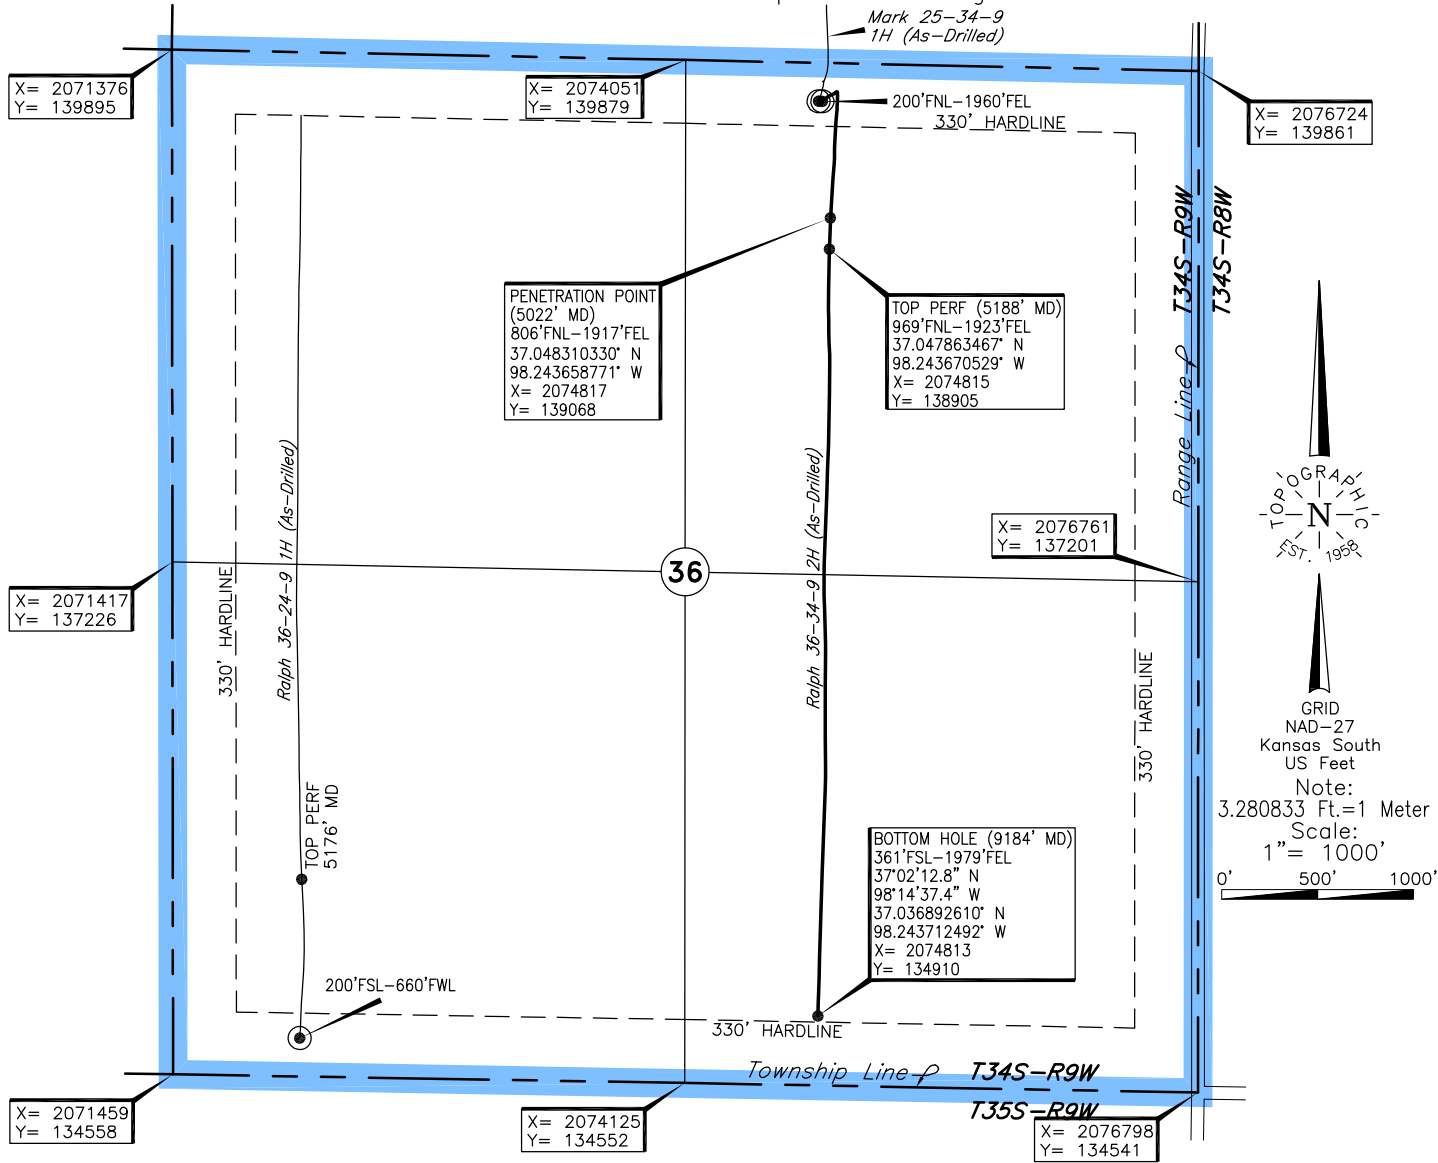 Mark 25-34-9
1H (As-Drilled)
X= 2071376
Y= 139895
X= 2074051
Y= 139879
200'FNL-1960'FEL
330' HARDLINE
X= 2076724
Y= 139861
T34S-R9W
T34S-R8W
PENETRATION POINT
(5022' MD)
806'FNL-1917'FEL
37.048310330° N
98.243658771° W
X= 2074817
Y= 139068
TOP PERF (5188' MD)
969'FNL-1923'FEL
37.047863467° N
98.243670529° W
X= 2074815
Y= 138905
Range Line
Ralph 36-24-9 1H (As-Drilled)
Ralph 36-34-9 2H (As-Drilled)
TOPOGRAPHIC
N
EST. 1958
X= 2076761
Y= 137201
36
X= 2071417
Y= 137226
330' HARDLINE
330' HARDLINE
GRID
NAD-27
Kansas South
US Feet
Note:
3.280833 Ft.=1 Meter
Scale:
1"= 1000'
0' 500' 1000'
TOP PERF
5176' MD
BOTTOM HOLE (9184' MD)
361'FSL-1979'FEL
37°02'12.8" N
98°14'37.4" W
37.036892610° N
98.243712492° W
X= 2074813
Y= 134910
200'FSL-660'FWL
330' HARDLINE
Township Line
T34S-R9W
T35S-R9W
X= 2071459
Y= 134558
X= 2074125
Y= 134552
X= 2076798
Y= 134541